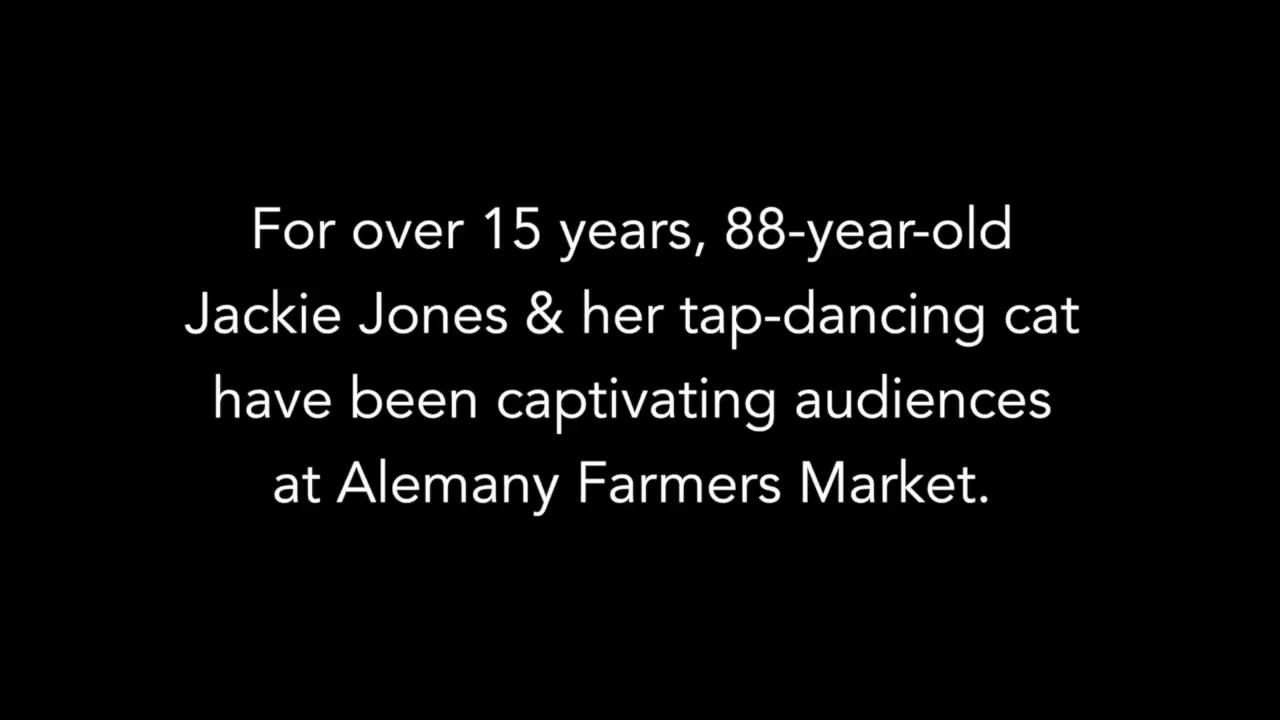 For over 15 years, 88-year-old
Jackie Jones & her tap-dancing cat
have been captivating audiences
at Alemany Farmers Market.